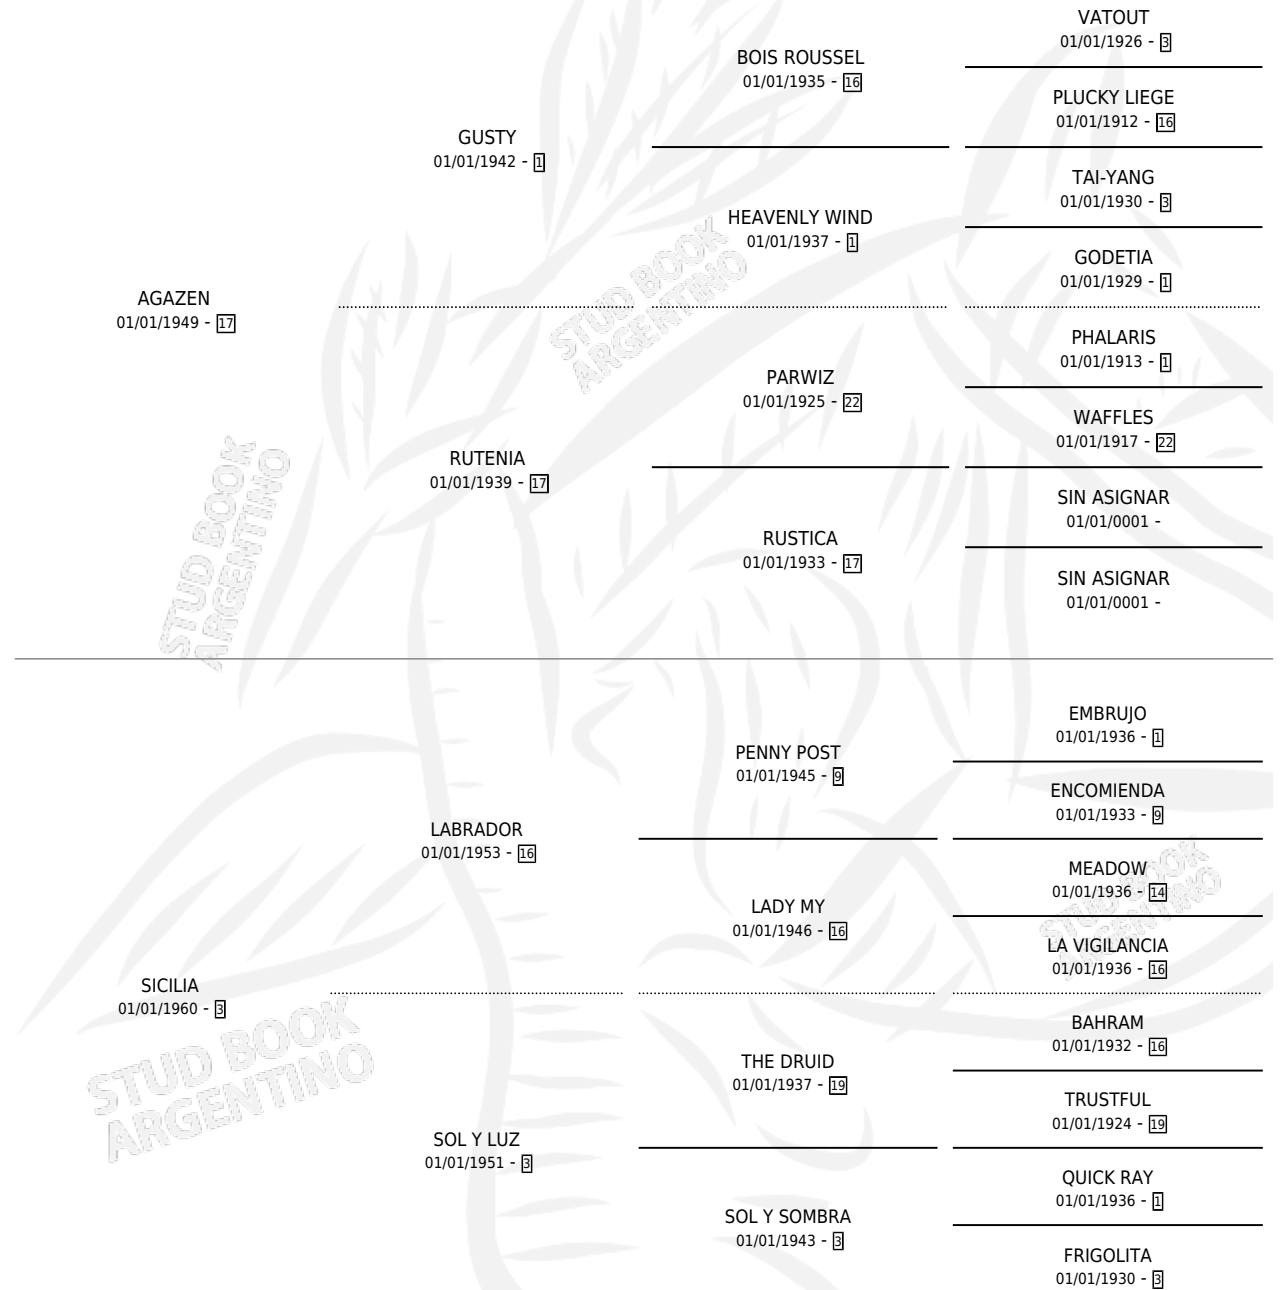 VATOUT
01/01/1926 - 3
BOIS ROUSSEL
01/01/1935 - 16
PLUCKY LIEGE
01/01/1912 - 16
GUSTY
01/01/1942 - 1
TAI-YANG
01/01/1930 - 3
HEAVENLY WIND
01/01/1937 - 1
GODETIA
01/01/1929 - 1
AGAZEN
01/01/1949 - 17
PHALARIS
01/01/1913 - 1
PARWIZ
01/01/1925 - 22
WAFFLES
01/01/1917 - 22
RUTENIA
01/01/1939 - 17
SIN ASIGNAR
01/01/0001 -
RUSTICA
01/01/1933 - 17
SIN ASIGNAR
01/01/0001 -
EMBRUJO
01/01/1936 - 1
PENNY POST
01/01/1945 - 9
ENCOMIENDA
01/01/1933 - 9
LABRADOR
01/01/1953 - 16
MEADOW
01/01/1936 - 14
LADY MY
01/01/1946 - 16
LA VIGILANCIA
01/01/1936 - 16
SICILIA
01/01/1960 - 3
BAHRAM
01/01/1932 - 16
THE DRUID
01/01/1937 - 19
TRUSTFUL
01/01/1924 - 19
SOL Y LUZ
01/01/1951 - 3
QUICK RAY
01/01/1936 - 1
SOL Y SOMBRA
01/01/1943 - 3
FRIGOLITA
01/01/1930 - 3
STUD BOOK
ARGENTINO
STUD BOOK
ARGENTINO
STUD BOOK
ARGENTINO
STUD BOOK
ARGENTINO